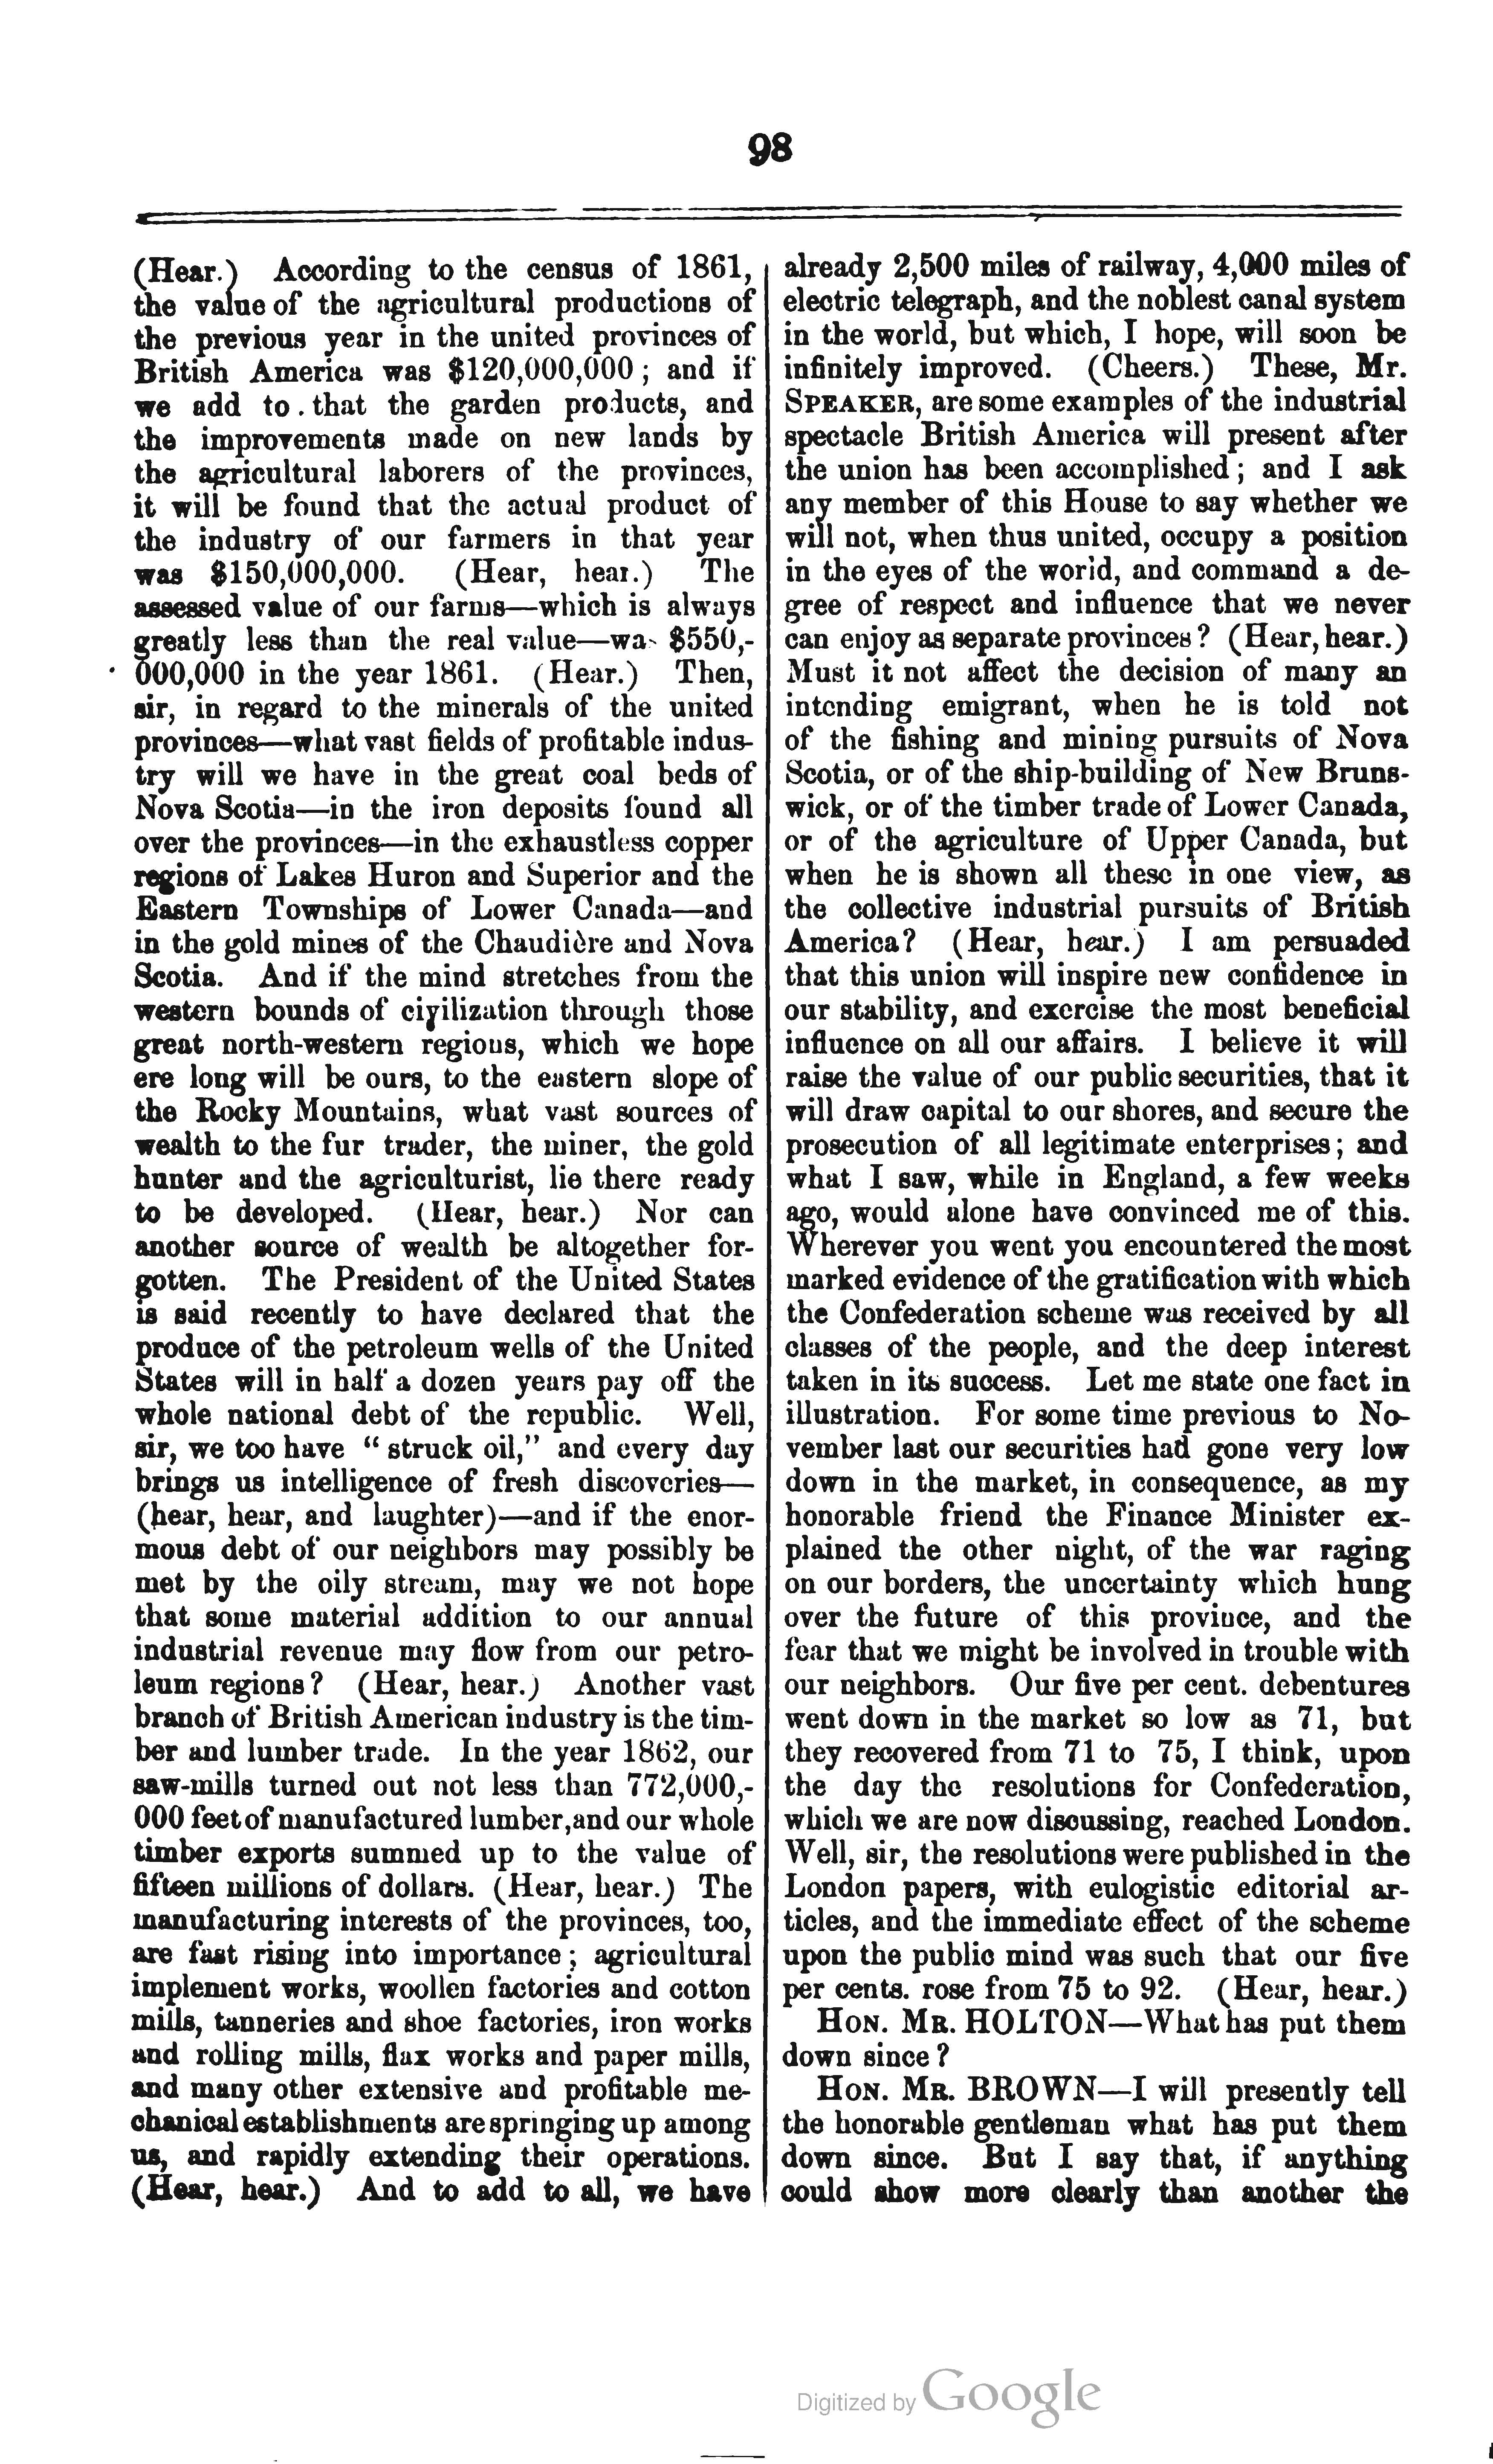 98
(Hear.) According to the census of 1861,
the value of the agricultural productions of
the previous year in the united provinces of
British America was $120,000,000; and if
we add to that the garden products, and
the improvements made on new lands by
the agricultural laborers of the provinces,
it will be found that the actual product of
the industry of our farmers in that year
was $150,000,000. (Hear, hear.) The
assessed value of our farms—which is always
greatly less than the real value—was $550,-
000,000 in the year 1861. (Hear.) Then,
sir, in regard to the minerals of the united
provinces—what vast fields of profitable indus-
try will we have in the great coal beds of
Nova Scotia—in the iron deposits found all
over the provinces—in the exhaustless copper
regions of Lakes Huron and Superior and the
Eastern Townships of Lower Canada—and
in the gold mines of the Chaudière and Nova
Scotia. And if the mind stretches from the
western bounds of civilization through those
great north-western regions, which we hope
ere long will be ours, to the eastern slope of
the Rocky Mountains, what vast sources of
wealth to the fur trader, the miner, the gold
hunter and the agriculturist, lie there ready
to be developed. (Hear, hear.) Nor can
another source of wealth be altogether for-
gotten. The President of the United States
is said recently to have declared that the
produce of the petroleum wells of the United
States will in half a dozen years pay off the
whole national debt of the republic. Well,
sir, we too have "struck oil," and every day
brings us intelligence of fresh discoveries—
(hear, hear, and laughter)—and if the enor-
mous debt of our neighbors may possibly be
met by the oily stream, may we not hope
that some material addition to our annual
industrial revenue may flow from our petro-
leum regions? (Hear, hear.) Another vast
branch of British American industry is the tim-
ber and lumber trade. In the year 1862, our
saw-mills turned out not less than 772,000,-
000 feet of manufactured lumber, and our whole
timber exports summed up to the value of
fifteen millions of dollars. (Hear, hear.) The
manufacturing interests of the provinces, too,
are fast rising into importance; agricultural
implement works, woollen factories and cotton
mills, tanneries and shoe factories, iron works
and rolling mills, flax works and paper mills,
and many other extensive and profitable me-
chanical establishments are springing up among
us, and rapidly extending their operations.
(Hear, hear.) And to add to all, we have
already 2,500 miles of railway, 4,000 miles of
electric telegraph, and the noblest canal system
in the world, but which, I hope, will soon be
infinitely improved. (Cheers.) These, Mr.
SPEAKER, are some examples of the industrial
spectacle British America will present after
the union has been accomplished; and I ask
any member of this House to say whether we
will not, when thus united, occupy a position
in the eyes of the world, and command a de-
gree of respect and influence that we never
can enjoy as separate provinces? (Hear, hear.)
Must it not affect the decision of many an
intending emigrant, when he is told not
of the fishing and mining pursuits of Nova
Scotia, or of the ship-building of New Bruns-
wick, or of the timber trade of Lower Canada,
or of the agriculture of Upper Canada, but
when he is shown all these in one view, as
the collective industrial pursuits of British
America? (Hear, hear.) I am persuaded
that this union will inspire new confidence in
our stability, and exercise the most beneficial
influence on all our affairs. I believe it will
raise the value of our public securities, that it
will draw capital to our shores, and secure the
prosecution of all legitimate enterprises; and
what I saw, while in England, a few weeks
ago, would alone have convinced me of this.
Wherever you went you encountered the most
marked evidence of the gratification with which
the Confederation scheme was received by all
classes of the people, and the deep interest
taken in its success. Let me state one fact in
illustration. For some time previous to No-
vember last our securities had gone very low
down in the market, in consequence, as my
honorable friend the Finance Minister ex-
plained the other night, of the war raging
on our borders, the uncertainty which hung
over the future of this province, and the
fear that we might be involved in trouble with
our neighbors. Our five per cent. debentures
went down in the market so low as 71, but
they recovered from 71 to 75, I think, upon
the day the resolutions for Confederation,
which we are now discussing, reached London.
Well, sir, the resolutions were published in the
London papers, with eulogistic editorial ar-
ticles, and the immediate effect of the scheme
upon the public mind was such that our five
per cents. rose from 75 to 92. (Hear, hear.)
HON. MR. HOLTON—What has put them
down since?
HON. MR. BROWN—I will presently tell
the honorable gentleman what has put them
down since. But I say that, if anything
could show more clearly than another the
Digitized by Google